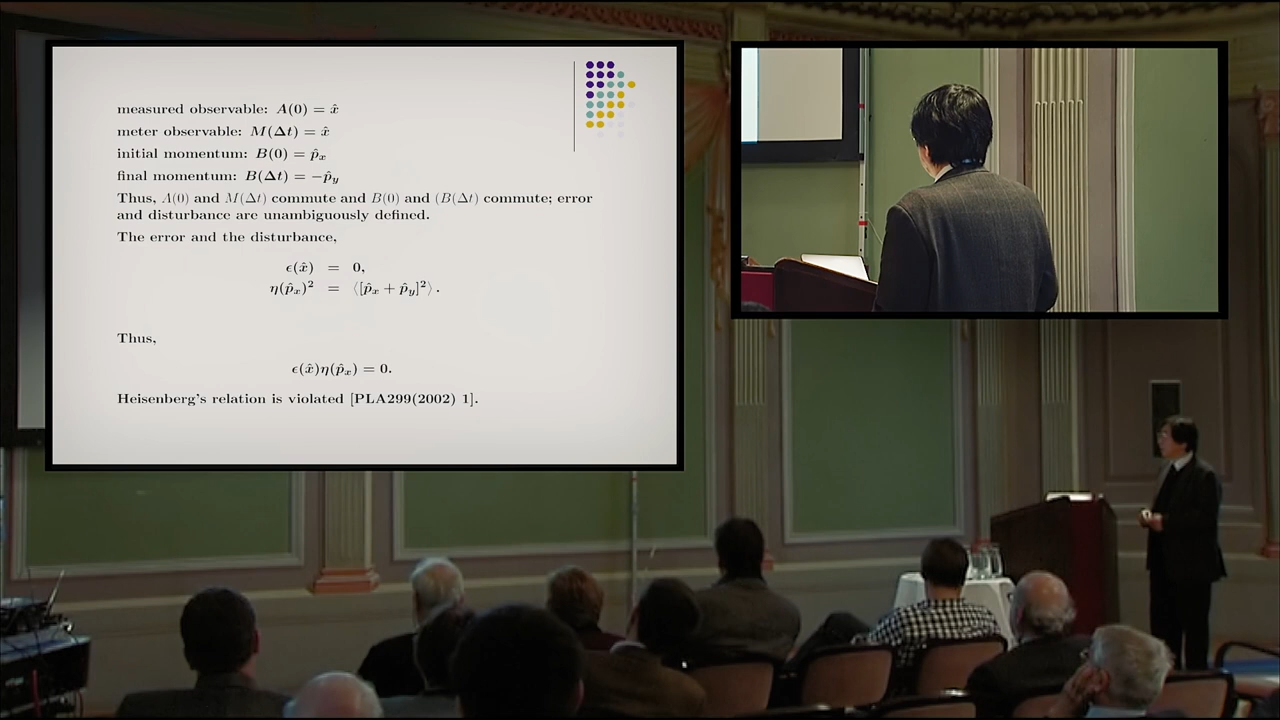 measured observable: A(0) = x̂
meter observable: M(Δt) = x̂
initial momentum: B(0) = p̂ₓ
final momentum: B(Δt) = −p̂_y
Thus, A(0) and M(Δt) commute and B(0) and (B(Δt) commute; error
and disturbance are unambiguously defined.
The error and the disturbance,
ϵ(x̂) = 0,
η(p̂ₓ)² = ⟨[p̂ₓ + p̂_y]²⟩.
Thus,
ϵ(x̂)η(p̂ₓ) = 0.
Heisenberg's relation is violated [PLA299(2002) 1].